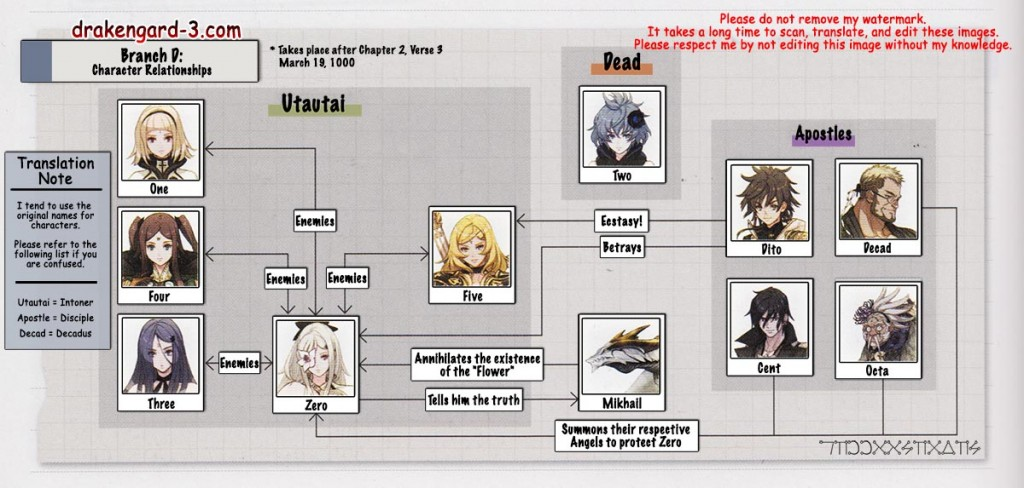 drakengard-3.com
Please do not remove my watermark.
It takes a long time to scan, translate, and edit these images.
Please respect me by not editing this image without my knowledge.
Branch D:
Character Relationships
* Takes place after Chapter 2, Verse 3
March 19, 1000
Utautai
Dead
Apostles
Translation
Note
I tend to use the
original names for
characters.
Please refer to the
following list if you
are confused.
Utautai = Intoner
Apostle = Disciple
Decad = Decadus
One
Two
Four
Five
Dito
Decad
Three
Zero
Mikhail
Cent
Octa
Enemies
Enemies
Enemies
Enemies
Ecstasy!
Betrays
Annihilates the existence
of the "Flower"
Tells him the truth
Summons their respective
Angels to protect Zero